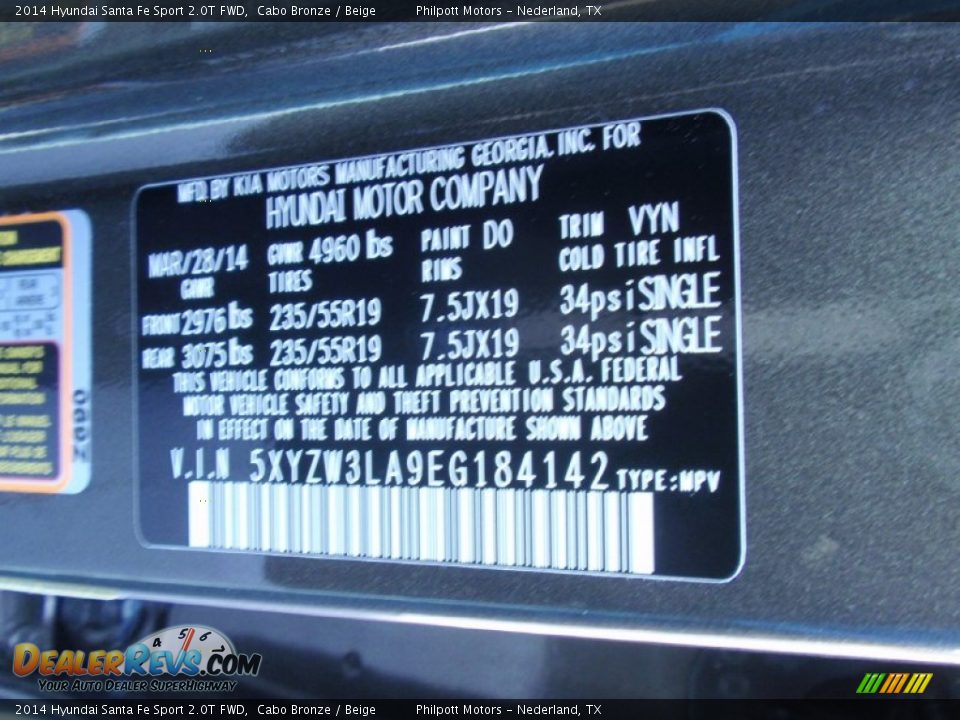 2014 Hyundai Santa Fe Sport 2.0T FWD, Cabo Bronze / Beige Philpott Motors - Nederland, TX
MFD. BY KIA MOTORS MANUFACTURING GEORGIA. INC. FOR
HYUNDAI MOTOR COMPANY
MAR/28/14 GVWR 4960 lbs PAINT DO TRIM VYN
GAWR TIRES RIMS COLD TIRE INFL
FRONT 2976 lbs 235/55R19 7.5JX19 34psi SINGLE
REAR 3075 lbs 235/55R19 7.5JX19 34psi SINGLE
THIS VEHICLE CONFORMS TO ALL APPLICABLE U.S.A. FEDERAL
MOTOR VEHICLE SAFETY AND THEFT PREVENTION STANDARDS
IN EFFECT ON THE DATE OF MANUFACTURE SHOWN ABOVE
V.I.N 5XYZW3LA9EG184142 TYPE:MPV
4 5 6
DEALERREVS.COM
YOUR AUTO DEALER SUPERHIGHWAY
2014 Hyundai Santa Fe Sport 2.0T FWD, Cabo Bronze / Beige Philpott Motors - Nederland, TX